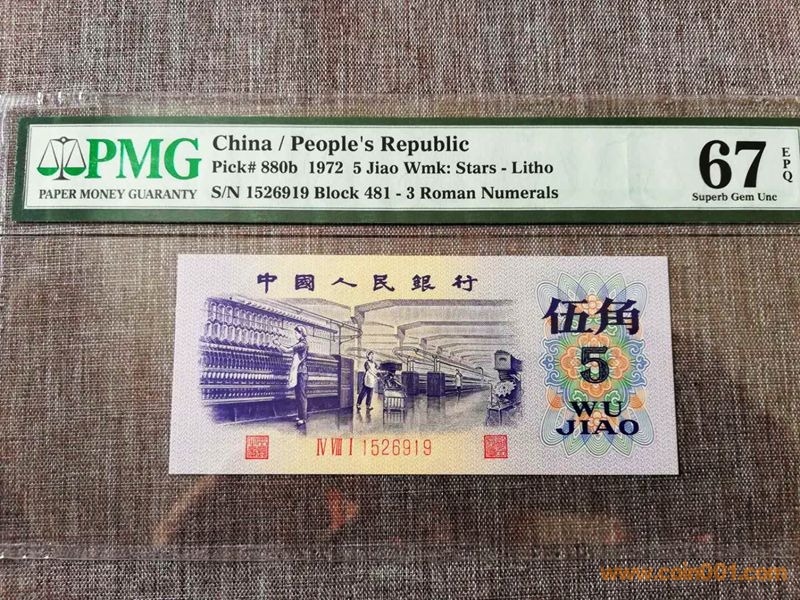 PMG
PAPER MONEY GUARANTY
China / People's Republic
Pick# 880b 1972 5 Jiao Wmk: Stars - Litho
S/N 1526919 Block 481 - 3 Roman Numerals
67
EPQ
Superb Gem Unc
中國人民銀行
伍角
5
WU
JIAO
IV VIII I 1526919
www.coin001.com